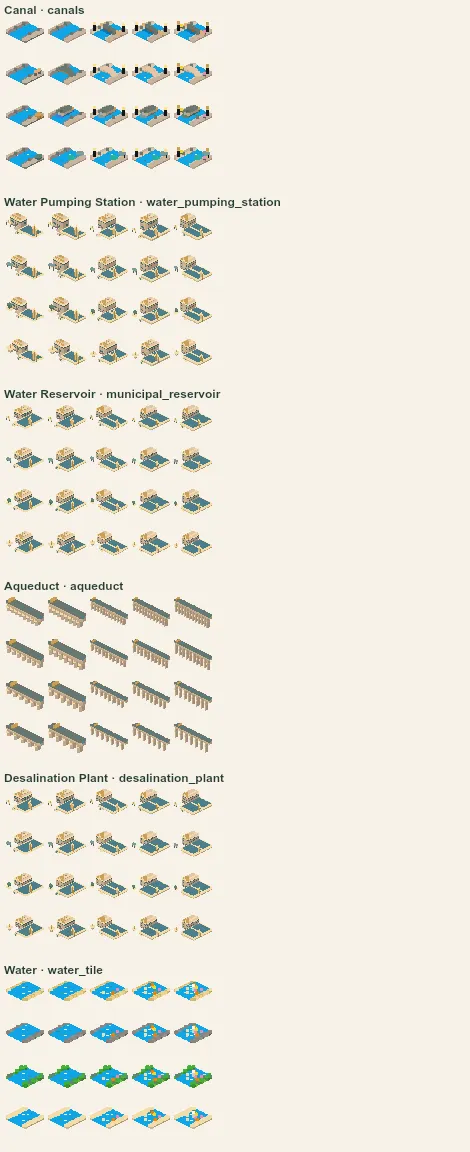 Canal · canals
Water Pumping Station · water_pumping_station
Water Reservoir · municipal_reservoir
Aqueduct · aqueduct
Desalination Plant · desalination_plant
Water · water_tile